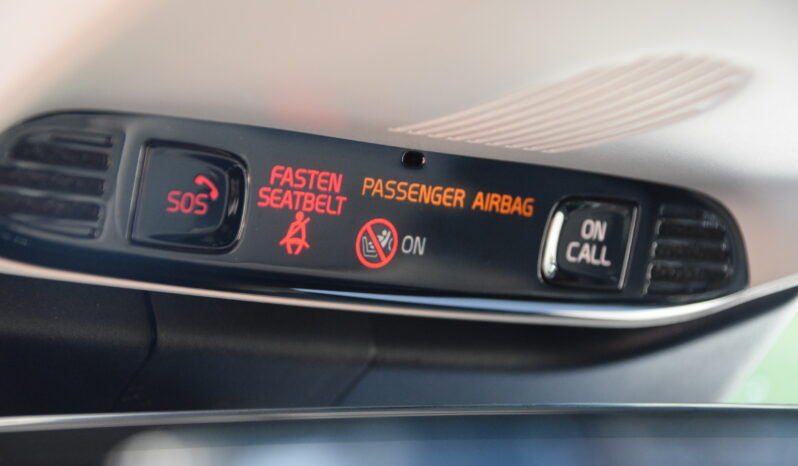 SOS
FASTEN
SEATBELT
PASSENGER AIRBAG
ON
ON
CALL